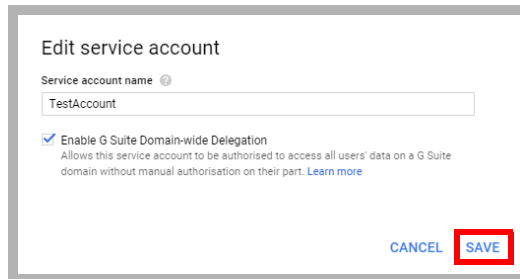 Edit service account
Service account name
TestAccount
Enable G Suite Domain-wide Delegation
Allows this service account to be authorised to access all users' data on a G Suite
domain without manual authorisation on their part. Learn more
CANCEL SAVE